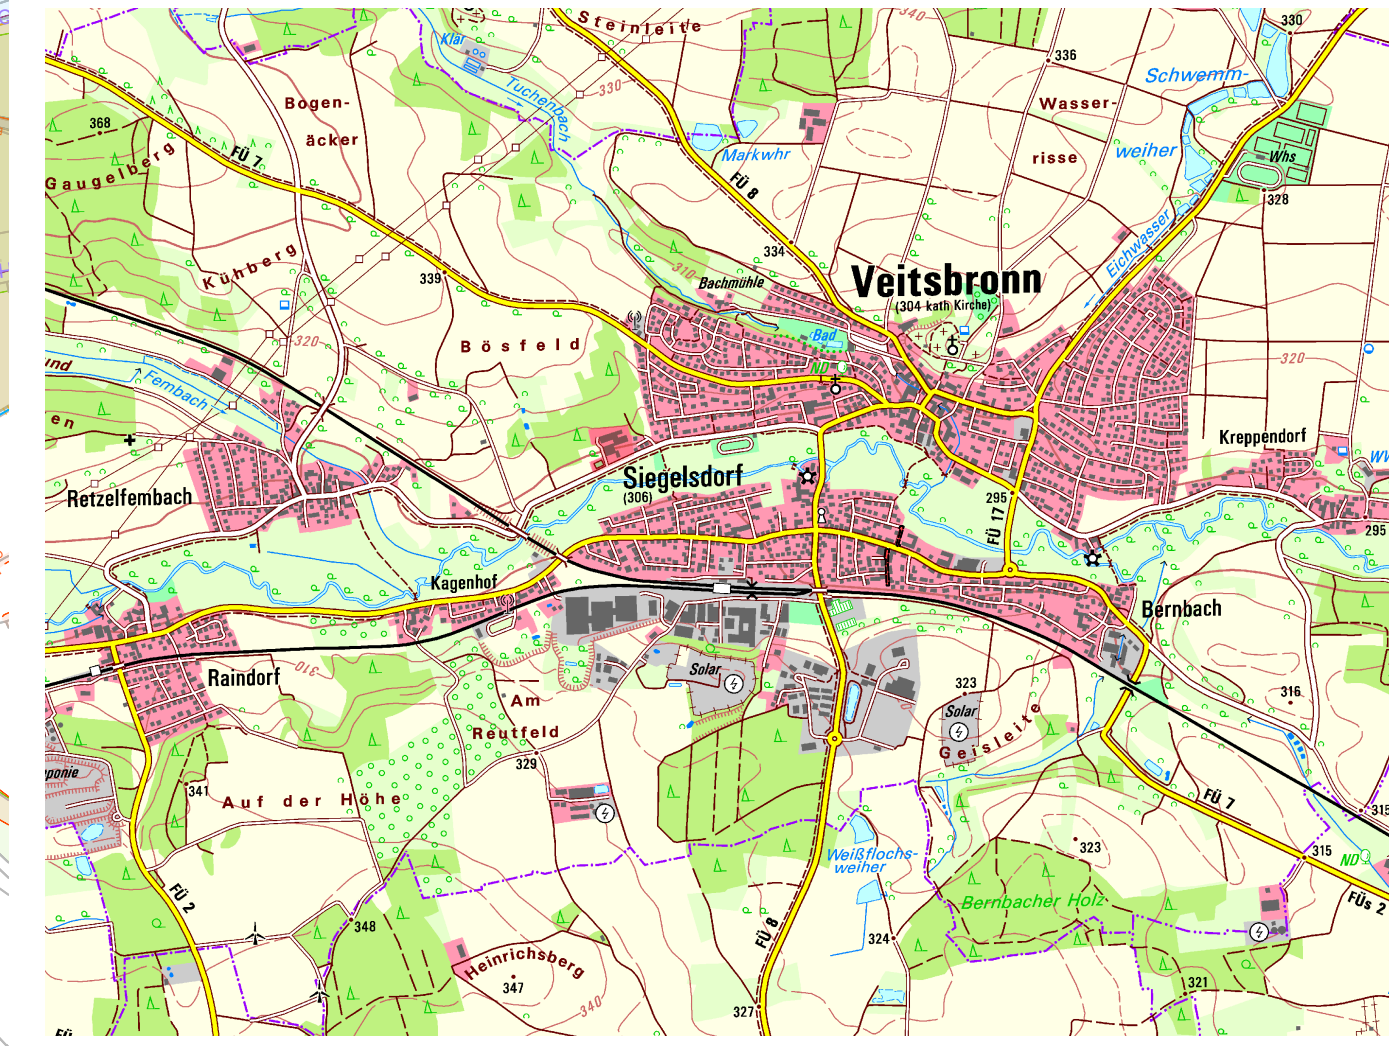 Steinleite
340
330
Klär
336
Schwemm-
330
Bogen-
äcker
Tuchenbach
Wasser-
risse
weiher
368
FÜ 7
Gaugelberg
Markwhr
Whs
328
FÜ 8
334
Eichwasser
Kühberg
339
310
Bachmühle
Veitsbronn
(304 kath Kirche)
320
Bösfeld
Bad
ND
320
und
Fembach
en
Kreppendorf
Siegelsdorf
(306)
Retzelfembach
295
FÜ 17
295
Kagenhof
Bernbach
310
Raindorf
Solar
Am
Reutfeld
323
Solar
Geisleite
316
329
ponie
341
Auf der Höhe
FÜ 7
315
323
315
ND
Weißflochs-
weiher
FÜ 2
Bernbacher Holz
FÜs 2
348
FÜ 8
324
Heinrichsberg
347
340
327
321
FÜ